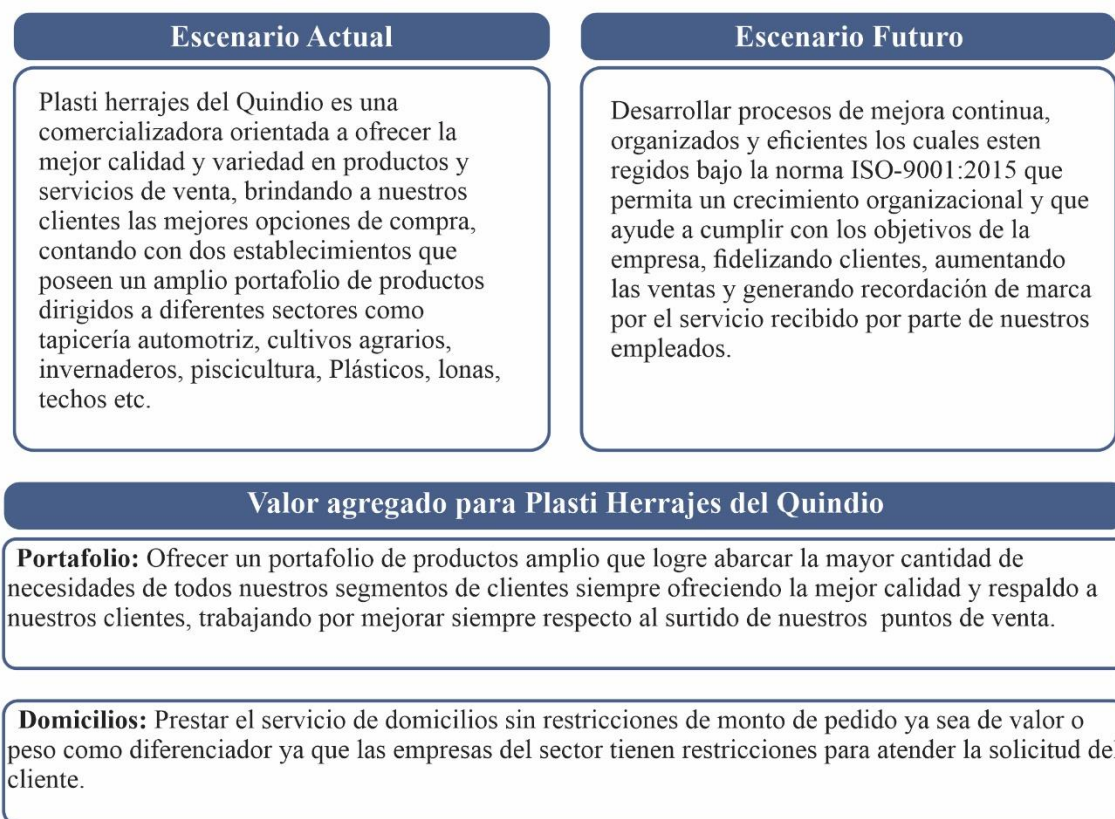 Escenario Actual
Plasti herrajes del Quindio es una
comercializadora orientada a ofrecer la
mejor calidad y variedad en productos y
servicios de venta, brindando a nuestros
clientes las mejores opciones de compra,
contando con dos establecimientos que
poseen un amplio portafolio de productos
dirigidos a diferentes sectores como
tapicería automotriz, cultivos agrarios,
invernaderos, piscicultura, Plásticos, lonas,
techos etc.
Escenario Futuro
Desarrollar procesos de mejora continua,
organizados y eficientes los cuales esten
regidos bajo la norma ISO-9001:2015 que
permita un crecimiento organizacional y que
ayude a cumplir con los objetivos de la
empresa, fidelizando clientes, aumentando
las ventas y generando recordación de marca
por el servicio recibido por parte de nuestros
empleados.
Valor agregado para Plasti Herrajes del Quindio
Portafolio: Ofrecer un portafolio de productos amplio que logre abarcar la mayor cantidad de
necesidades de todos nuestros segmentos de clientes siempre ofreciendo la mejor calidad y respaldo a
nuestros clientes, trabajando por mejorar siempre respecto al surtido de nuestros puntos de venta.
Domicilios: Prestar el servicio de domicilios sin restricciones de monto de pedido ya sea de valor o
peso como diferenciador ya que las empresas del sector tienen restricciones para atender la solicitud del
cliente.